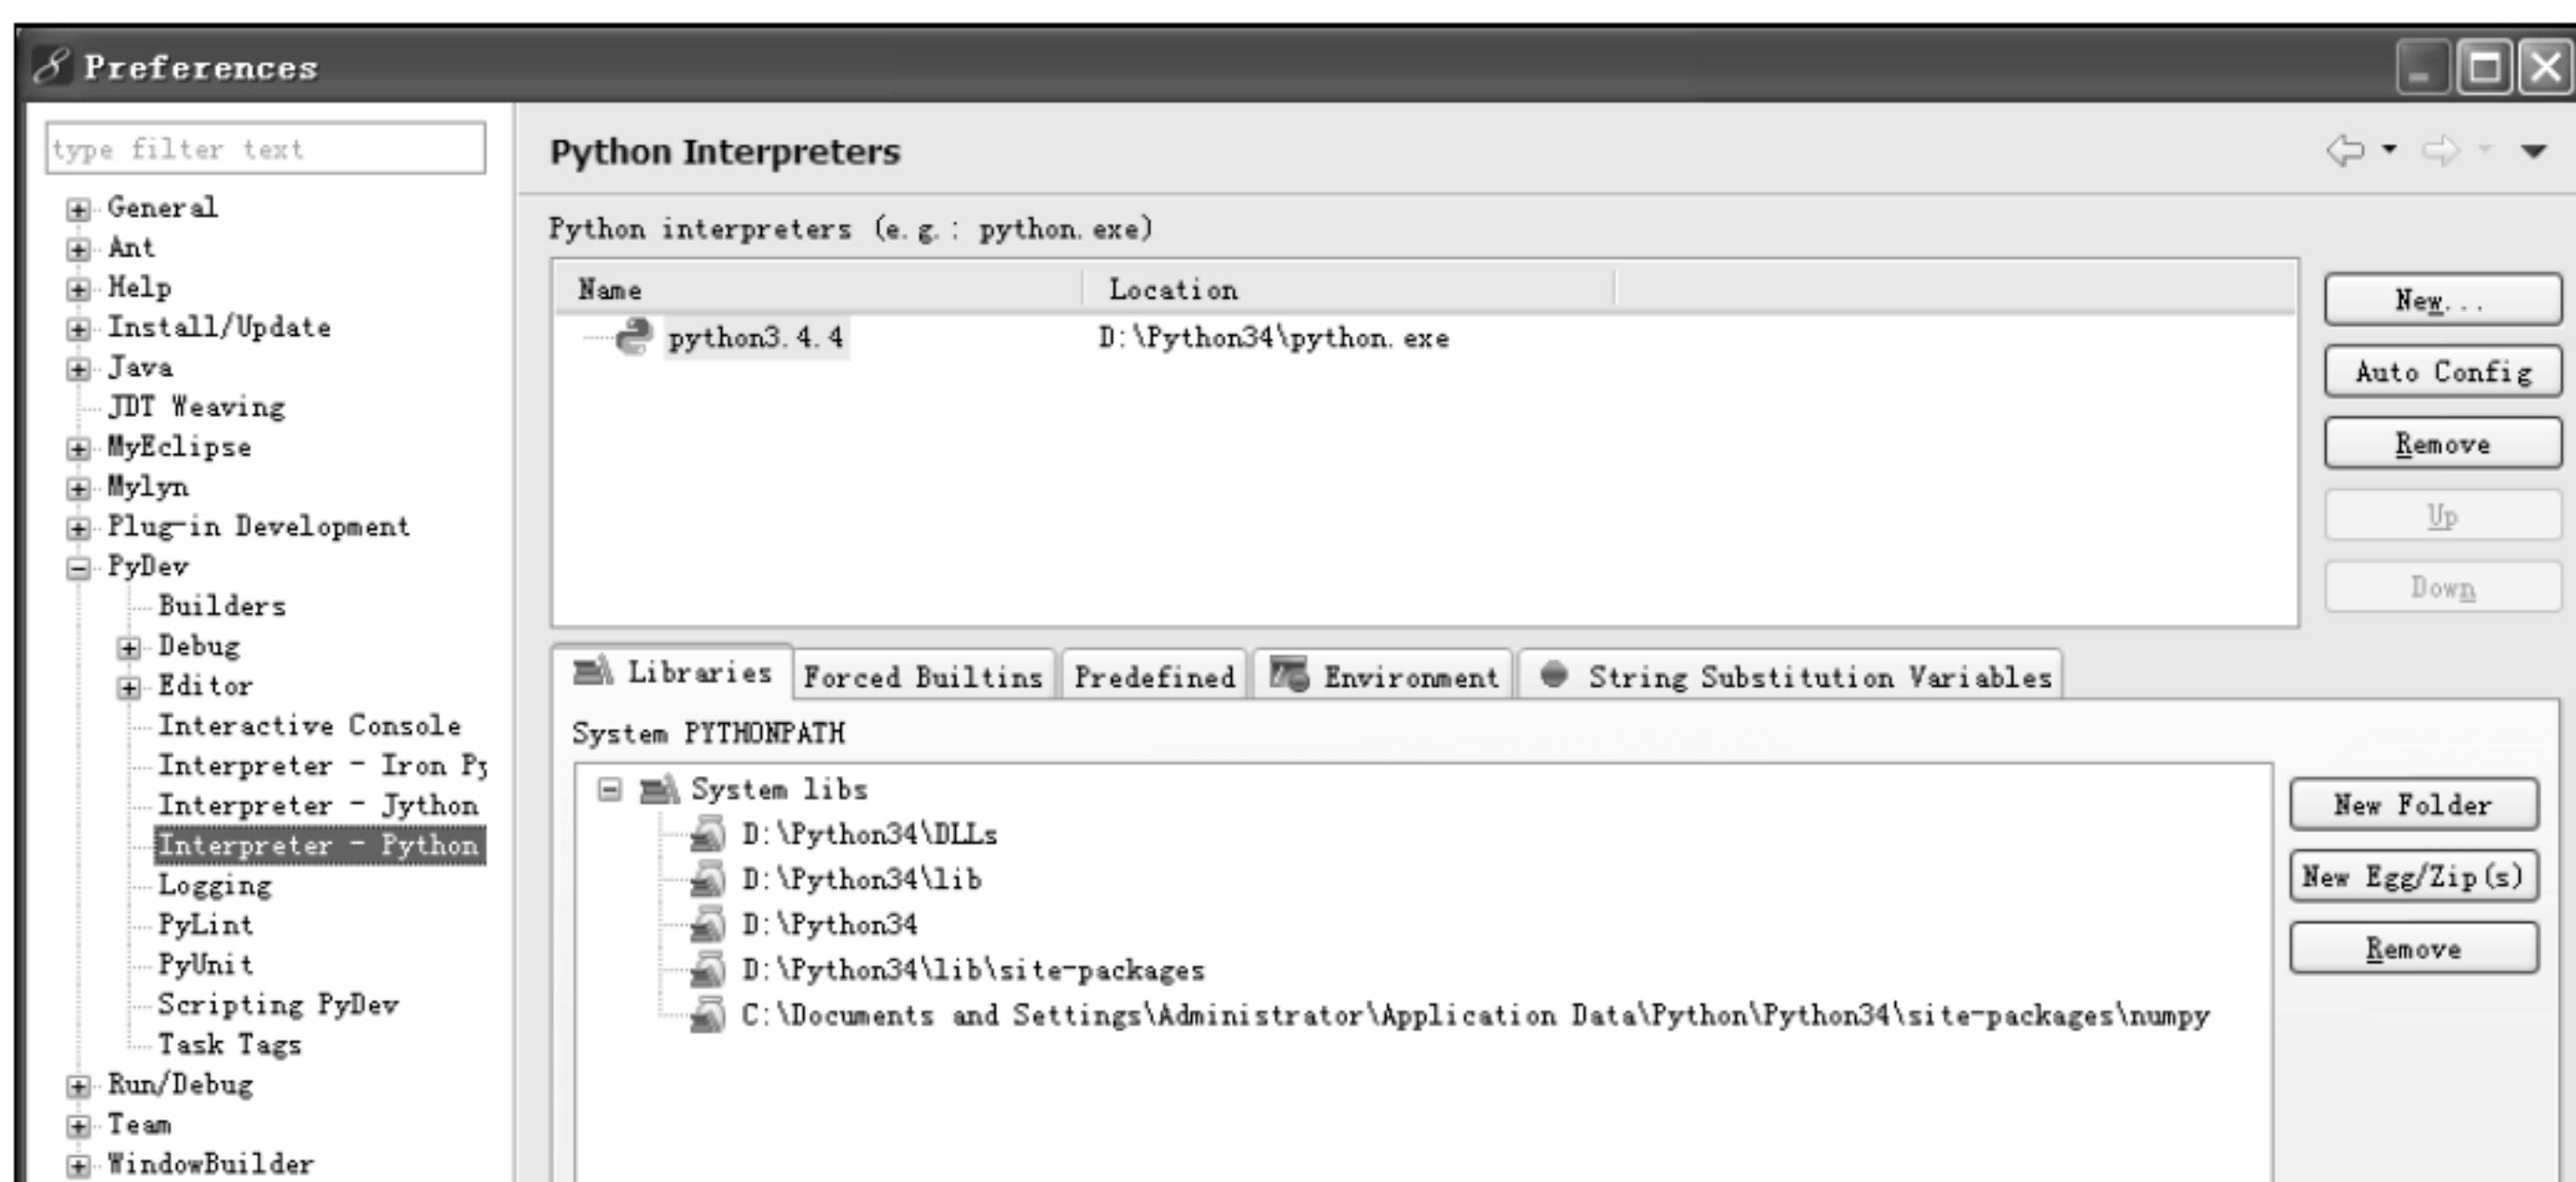 Preferences
type filter text
General
Ant
Help
Install/Update
Java
JDT Weaving
MyEclipse
Mylyn
Plug-in Development
PyDev
Builders
Debug
Editor
Interactive Console
Interpreter - Iron Py
Interpreter - Jython
Interpreter - Python
Logging
PyLint
PyUnit
Scripting PyDev
Task Tags
Run/Debug
Team
WindowBuilder
Python Interpreters
Python interpreters (e.g.: python.exe)
Name Location
python3.4.4 D:\Python34\python.exe
New...
Auto Config
Remove
Up
Down
Libraries Forced Builtins Predefined Environment String Substitution Variables
System PYTHONPATH
System libs
D:\Python34\DLLs
D:\Python34\lib
D:\Python34
D:\Python34\lib\site-packages
C:\Documents and Settings\Administrator\Application Data\Python\Python34\site-packages\numpy
New Folder
New Egg/Zip(s)
Remove